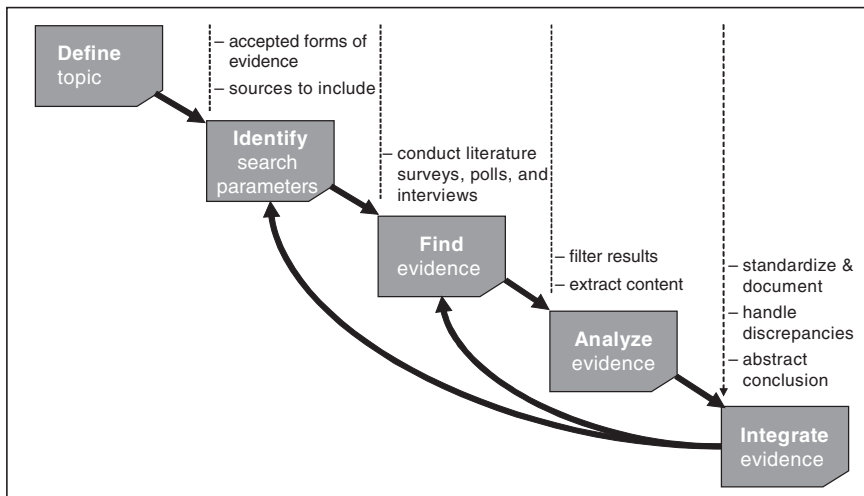 Define
topic
– accepted forms of
evidence
– sources to include
Identify
search
parameters
– conduct literature
surveys, polls, and
interviews
Find
evidence
– filter results
– extract content
Analyze
evidence
– standardize &
document
– handle
discrepancies
– abstract
conclusion
Integrate
evidence